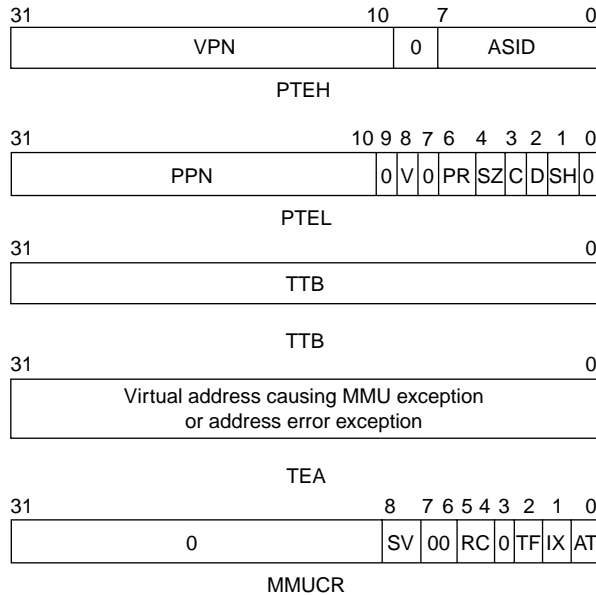 31 10 7 0
VPN 0 ASID
PTEH
31 10 9 8 7 6 4 3 2 1 0
PPN 0 V 0 PR SZ C D SH 0
PTEL
31 0
TTB
TTB
31 0
Virtual address causing MMU exception
or address error exception
TEA
31 8 7 6 5 4 3 2 1 0
0 SV 00 RC 0 TF IX AT
MMUCR